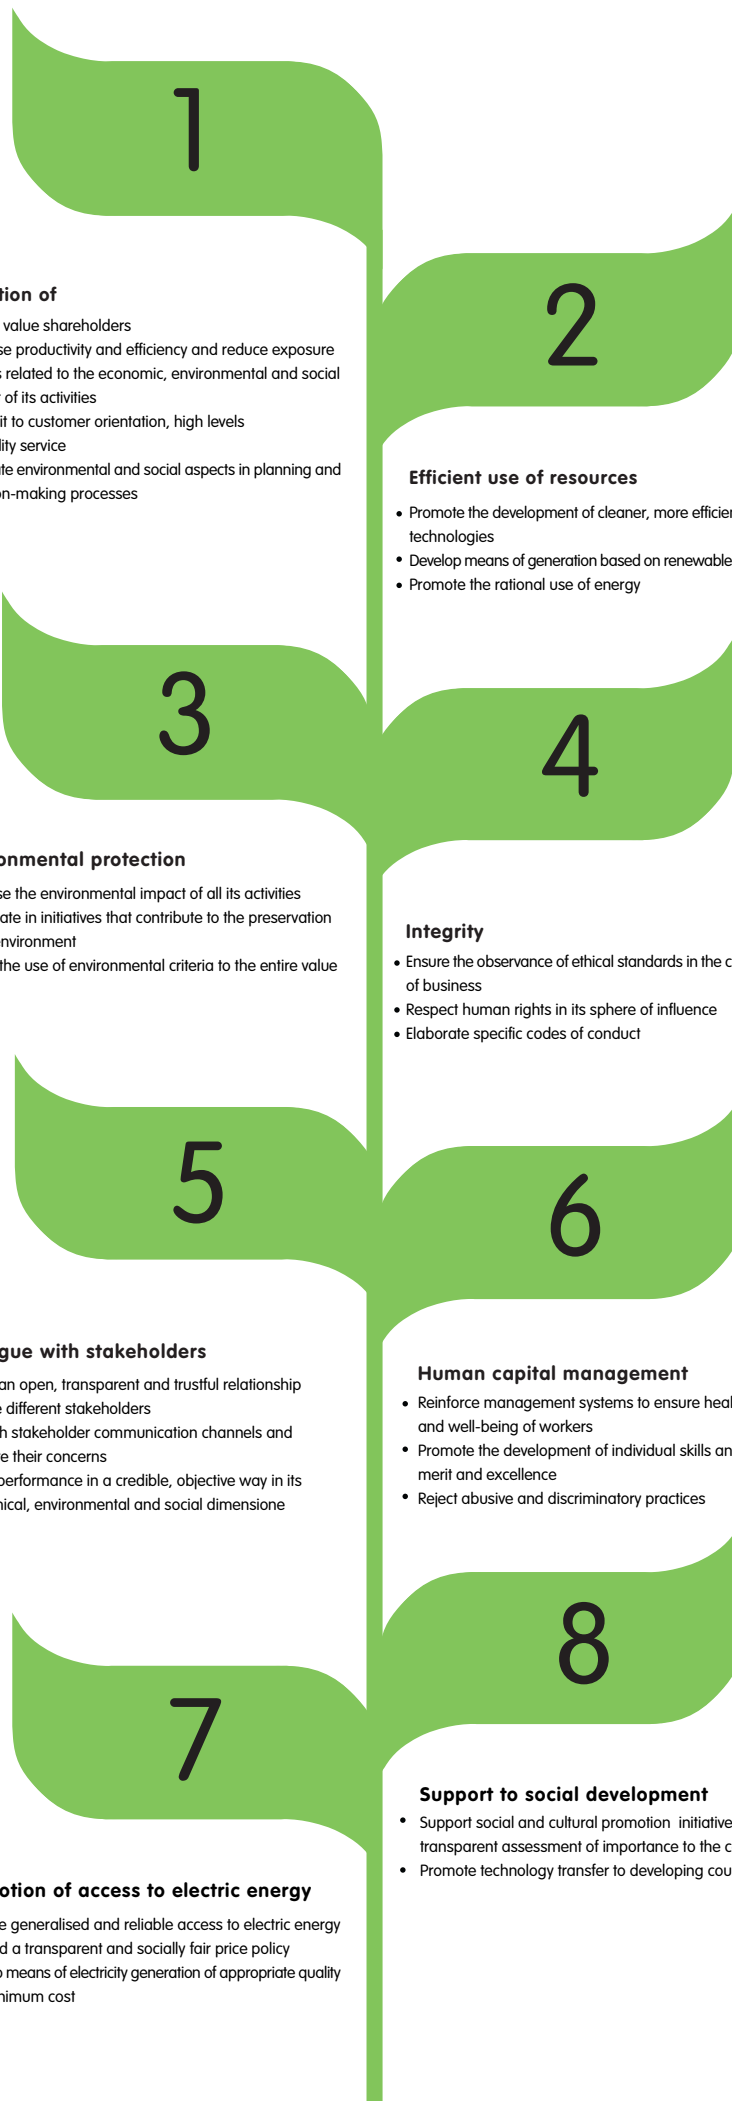 1
tion of
value shareholders
se productivity and efficiency and reduce exposure
s related to the economic, environmental and social
of its activities
it to customer orientation, high levels
lity service
te environmental and social aspects in planning and
on-making processes
2
Efficient use of resources
• Promote the development of cleaner, more efficien
technologies
• Develop means of generation based on renewable
• Promote the rational use of energy
3
onmental protection
se the environmental impact of all its activities
ate in initiatives that contribute to the preservation
environment
the use of environmental criteria to the entire value
4
Integrity
• Ensure the observance of ethical standards in the c
of business
• Respect human rights in its sphere of influence
• Elaborate specific codes of conduct
5
gue with stakeholders
an open, transparent and trustful relationship
e different stakeholders
h stakeholder communication channels and
e their concerns
performance in a credible, objective way in its
nical, environmental and social dimensione
6
Human capital management
• Reinforce management systems to ensure heal
and well-being of workers
• Promote the development of individual skills an
merit and excellence
• Reject abusive and discriminatory practices
7
otion of access to electric energy
e generalised and reliable access to electric energy
d a transparent and socially fair price policy
p means of electricity generation of appropriate quality
nimum cost
8
Support to social development
• Support social and cultural promotion initiative
transparent assessment of importance to the c
• Promote technology transfer to developing cou